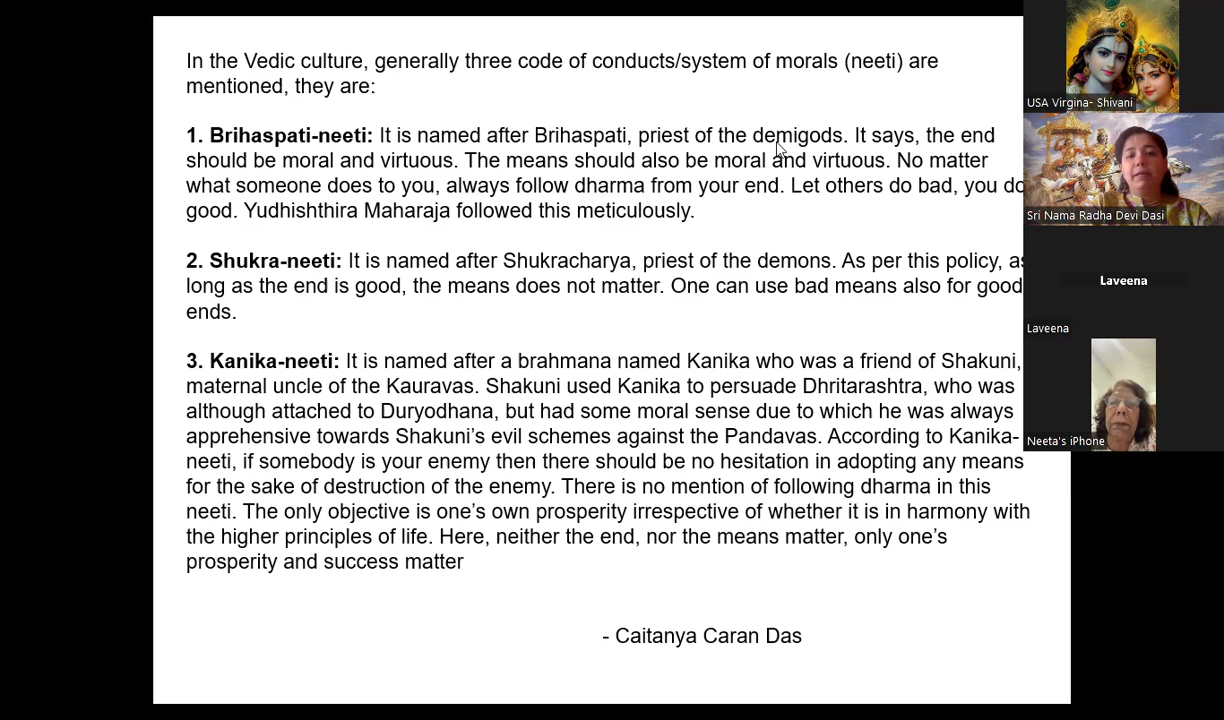 In the Vedic culture, generally three code of conducts/system of morals (neeti) are
mentioned, they are:
1. Brihaspati-neeti: It is named after Brihaspati, priest of the demigods. It says, the end
should be moral and virtuous. The means should also be moral and virtuous. No matter
what someone does to you, always follow dharma from your end. Let others do bad, you do
good. Yudhishthira Maharaja followed this meticulously.
2. Shukra-neeti: It is named after Shukracharya, priest of the demons. As per this policy, as
long as the end is good, the means does not matter. One can use bad means also for good
ends.
3. Kanika-neeti: It is named after a brahmana named Kanika who was a friend of Shakuni,
maternal uncle of the Kauravas. Shakuni used Kanika to persuade Dhritarashtra, who was
although attached to Duryodhana, but had some moral sense due to which he was always
apprehensive towards Shakuni’s evil schemes against the Pandavas. According to Kanika-
neeti, if somebody is your enemy then there should be no hesitation in adopting any means
for the sake of destruction of the enemy. There is no mention of following dharma in this
neeti. The only objective is one’s own prosperity irrespective of whether it is in harmony with
the higher principles of life. Here, neither the end, nor the means matter, only one’s
prosperity and success matter
- Caitanya Caran Das
USA Virgina- Shivani
Sri Nama Radha Devi Dasi
Laveena
Laveena
Neeta's iPhone